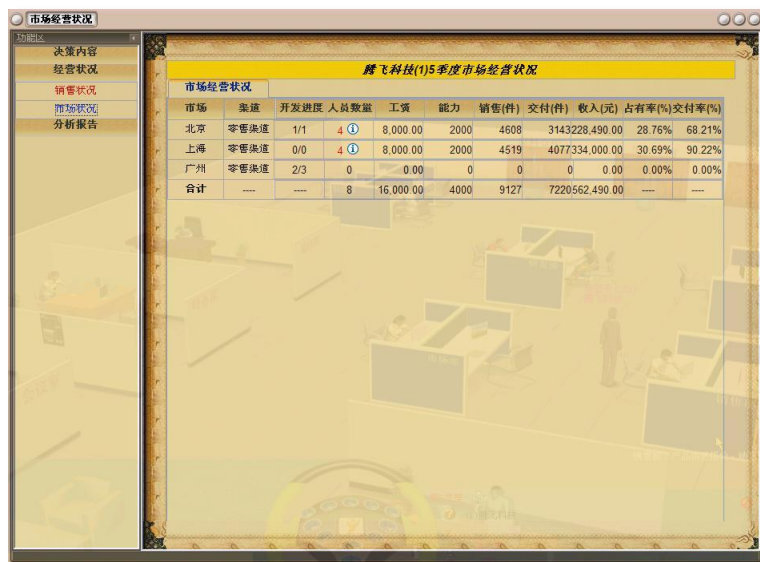 市场经营状况
功能区
决策内容
经营状况
销售状况
市场状况
分析报告
腾飞科技(1)5季度市场经营状况
市场经营状况
市场 渠道 开发进度 人员数量 工资 能力 销售(件) 交付(件) 收入(元) 占有率(%) 交付率(%)
北京 零售渠道 1/1 4 8,000.00 2000 4608 3143 228,490.00 28.76% 68.21%
上海 零售渠道 0/0 4 8,000.00 2000 4519 4077 334,000.00 30.69% 90.22%
广州 零售渠道 2/3 0 0.00 0 0 0 0.00 0.00% 0.00%
合计 ---- ---- 8 16,000.00 4000 9127 7220 562,490.00 ---- ----